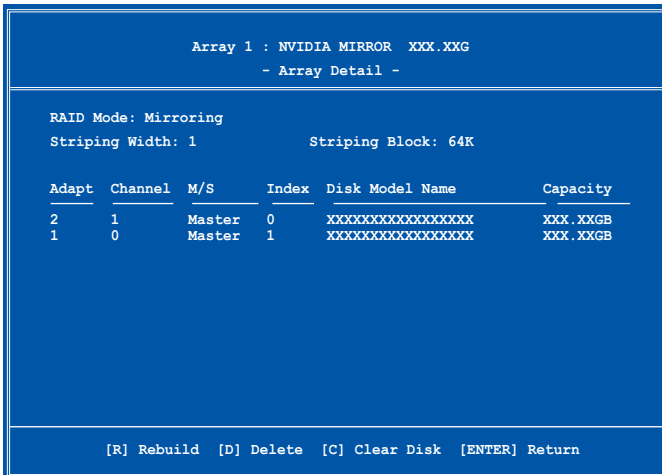 Array 1 : NVIDIA MIRROR XXX.XXG
- Array Detail -
RAID Mode: Mirroring
Striping Width: 1 Striping Block: 64K
Adapt Channel M/S Index Disk Model Name Capacity
2 1 Master 0 XXXXXXXXXXXXXXXXX XXX.XXGB
1 0 Master 1 XXXXXXXXXXXXXXXXX XXX.XXGB
[R] Rebuild [D] Delete [C] Clear Disk [ENTER] Return